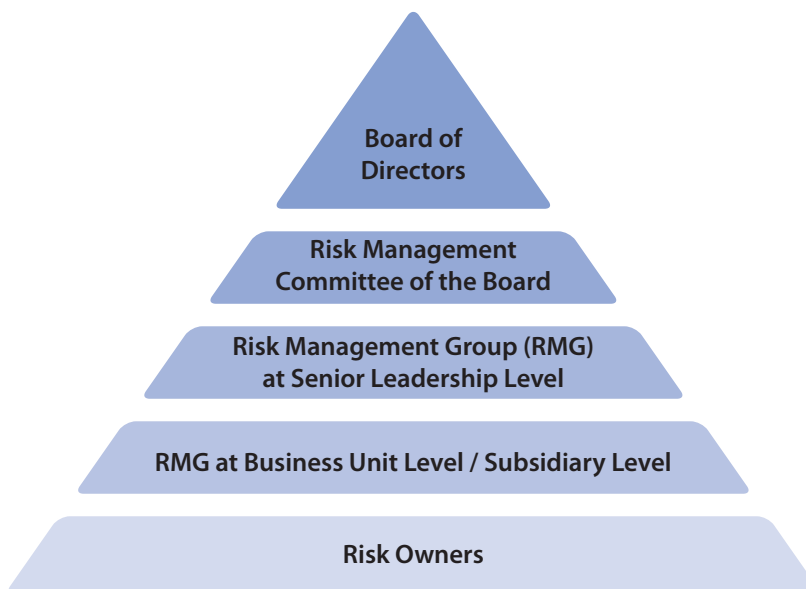 Board of
Directors
Risk Management
Committee of the Board
Risk Management Group (RMG)
at Senior Leadership Level
RMG at Business Unit Level / Subsidiary Level
Risk Owners